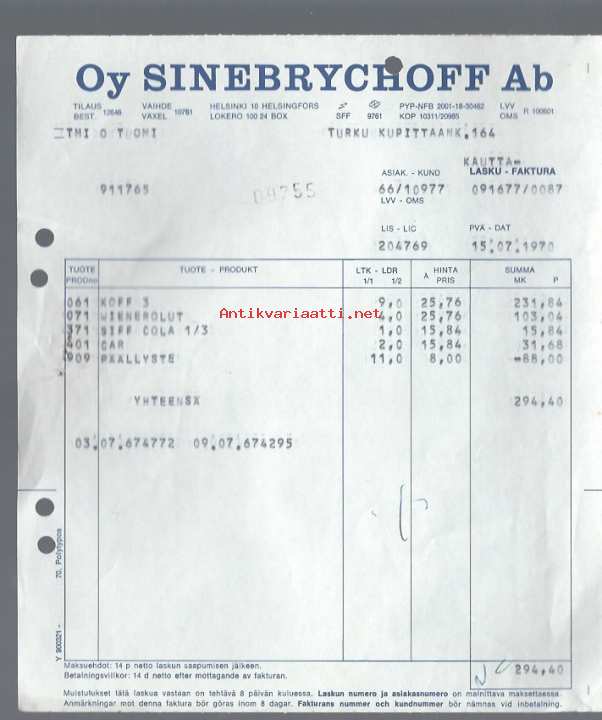 Oy SINEBRYCHOFF Ab
TILAUS BEST. 12646 VAIHDE VÄXEL 10781 HELSINKI 10 HELSINGFORS LOKERO 100 24 BOX SFF 9761 PYP-NFB 2001-18-30462 KOP 10311/20985 LVV OMS R 100601
TMI O TUOMI TURKU KUPITTAANK.164
KAUTTA=
ASIAK. - KUND LASKU - FAKTURA
911765 09755 66/10977 091677/0087
LVV - OMS
LIS - LIC PVÄ - DAT
204769 15.07.1970
TUOTE PRODno TUOTE - PRODUKT LTK - LDR 1/1 1/2 A HINTA PRIS SUMMA MK P
061 KOFF 3 9,0 25,76 231,84
071 WIENEROLUT 4,0 25,76 103,04
371 SIFF COLA 1/3 1,0 15,84 15,84
401 CAR 2,0 15,84 31,68
909 PÄÄLLYSTE 11,0 8,00 -88,00
Antikvariaatti.net
YHTEENSÄ 294,40
03.07.674772 09.07.674295
Y 900321 - 70. Polytypos
294,40
Maksuehdot: 14 p netto laskun saapumisen jälkeen.
Betalningsvillkor: 14 d netto efter mottagande av fakturan.
Muistutukset tätä laskua vastaan on tehtävä 8 päivän kuluessa. Laskun numero ja asiakasnumero on mainittava maksettaessa.
Anmärkningar mot denna faktura bör göras inom 8 dagar. Fakturans nummer och kundnummer bör nämnas vid inbetalning.